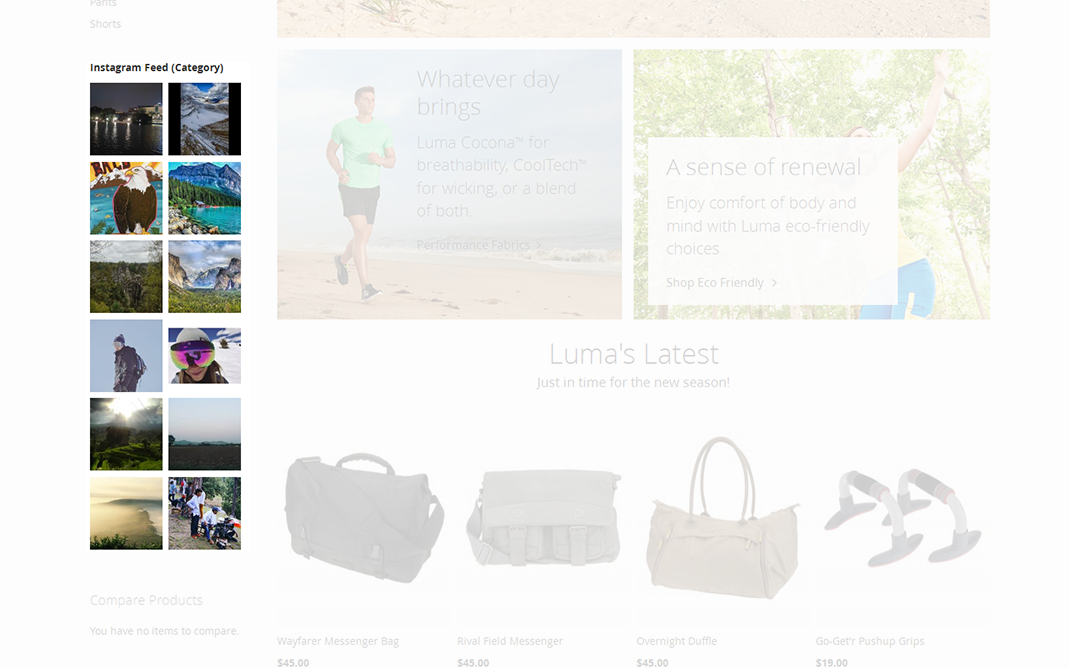 Pants
Shorts
Instagram Feed (Category)
Whatever day
brings
Luma Cocona™ for
breathability, CoolTech™
for wicking, or a blend
of both.
Performance Fabrics >
A sense of renewal
Enjoy comfort of body and
mind with Luma eco-friendly
choices
Shop Eco Friendly >
Luma's Latest
Just in time for the new season!
Compare Products
You have no items to compare.
Wayfarer Messenger Bag
$45.00
Rival Field Messenger
$45.00
Overnight Duffle
$45.00
Go-Get'r Pushup Grips
$19.00